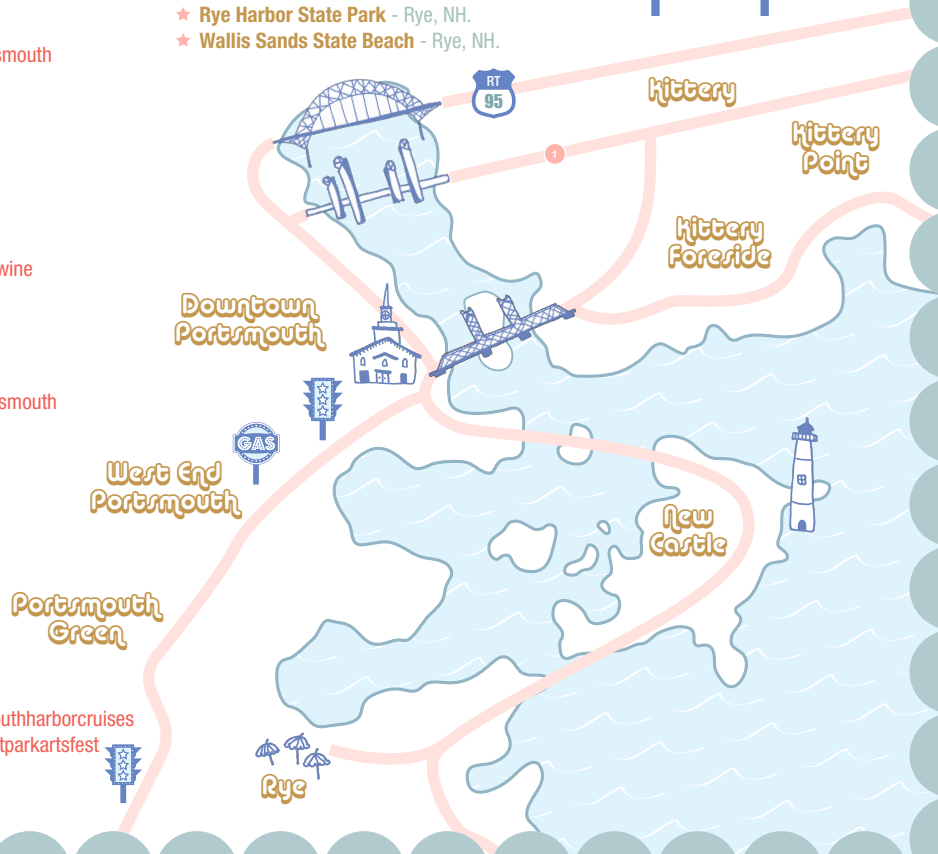 ★ Rye Harbor State Park - Rye, NH.
★ Wallis Sands State Beach - Rye, NH.
smouth
RT
95
Kittery
1
Kittery
Point
Kittery
Foreside
wine
Downtown
Portsmouth
smouth
GAS
West End
Portsmouth
New
Castle
Portsmouth
Green
outhharborcruises
tparkartsfest
Rye